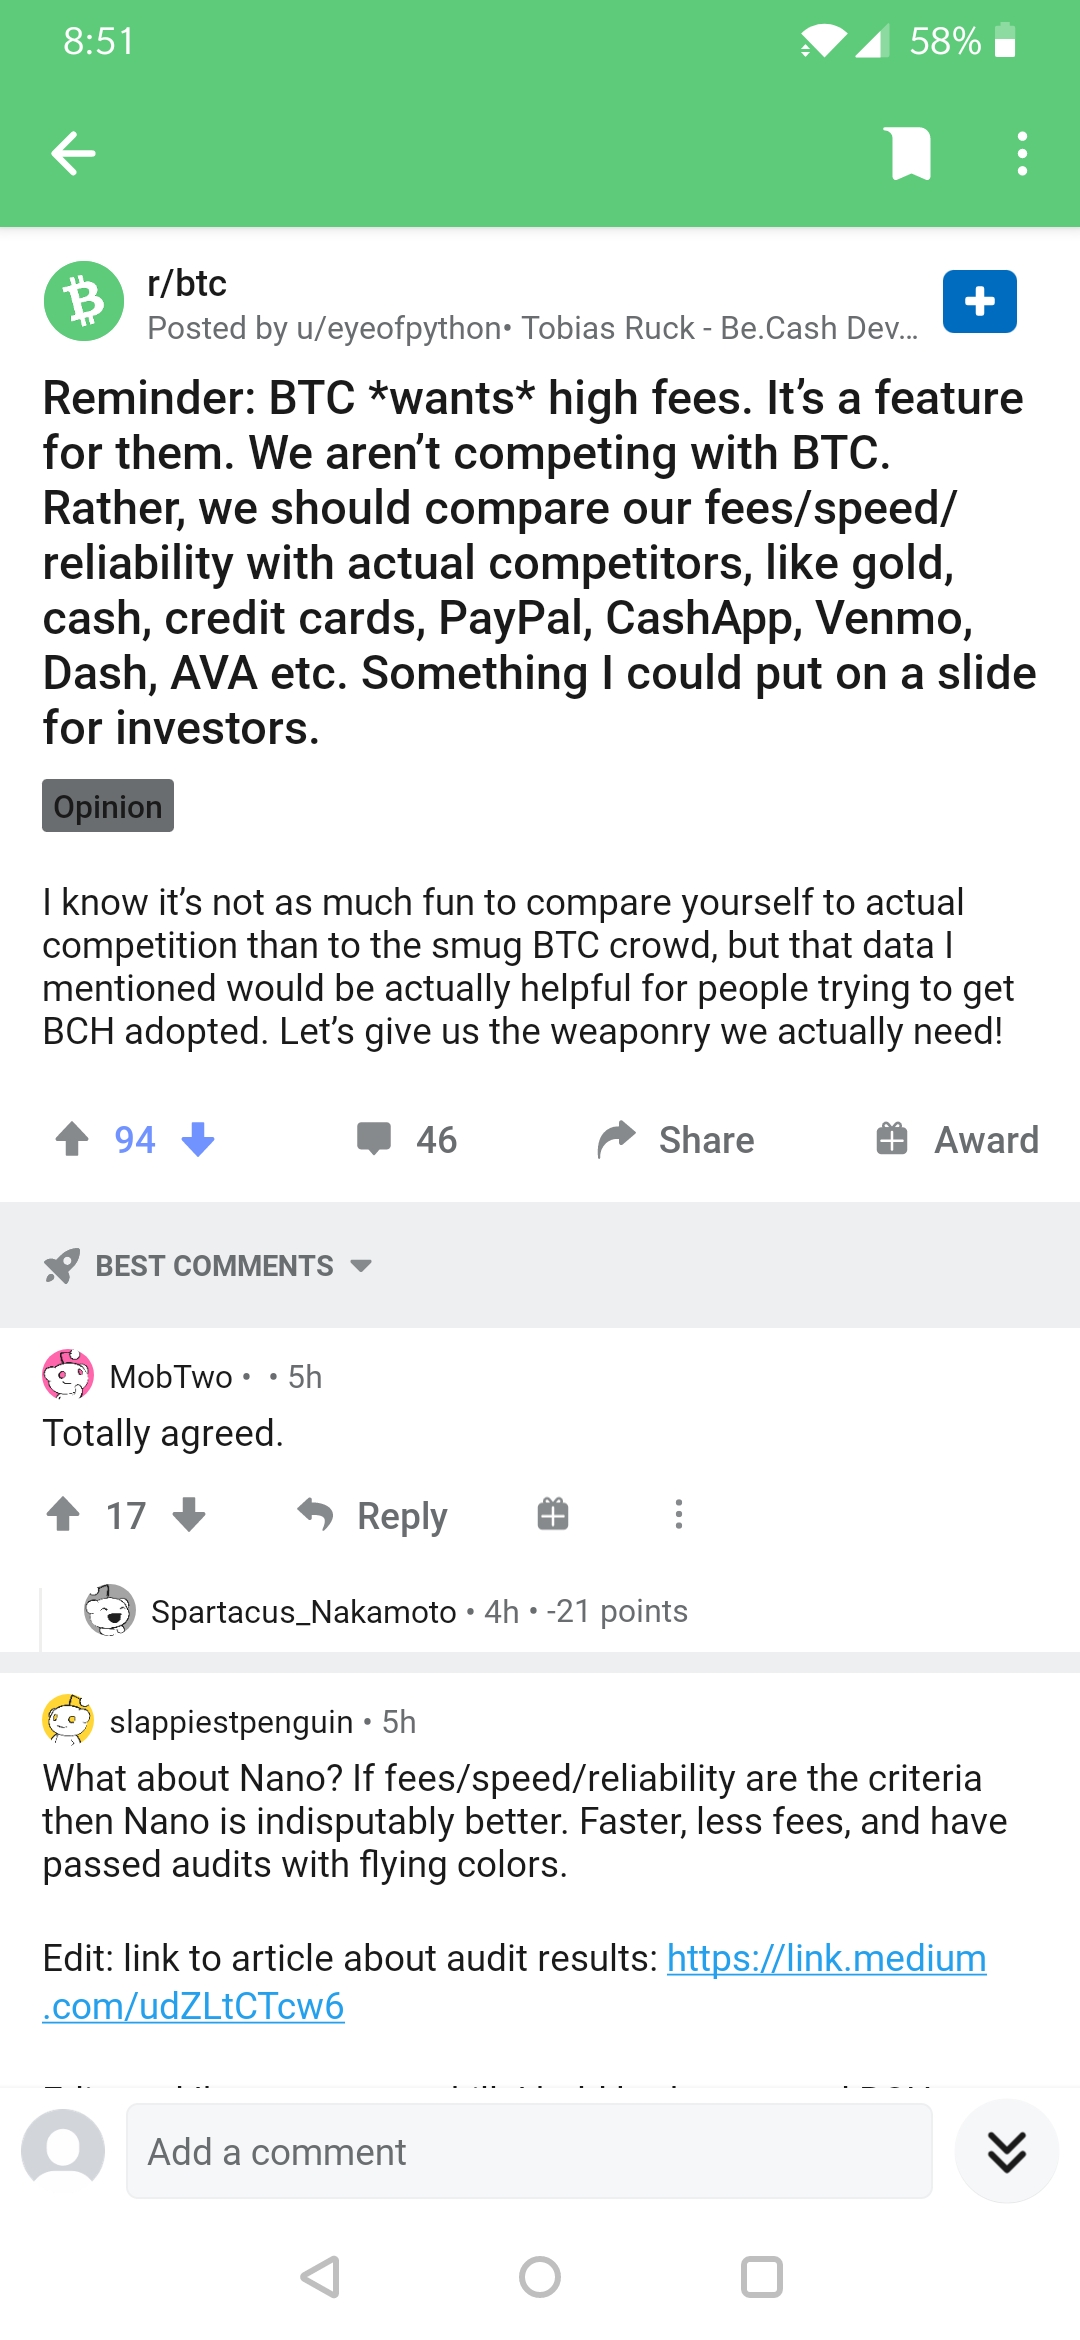 8:51
58%
r/btc
Posted by u/eyeofpython• Tobias Ruck - Be.Cash Dev...
Reminder: BTC *wants* high fees. It’s a feature
for them. We aren’t competing with BTC.
Rather, we should compare our fees/speed/
reliability with actual competitors, like gold,
cash, credit cards, PayPal, CashApp, Venmo,
Dash, AVA etc. Something I could put on a slide
for investors.
Opinion
I know it’s not as much fun to compare yourself to actual
competition than to the smug BTC crowd, but that data I
mentioned would be actually helpful for people trying to get
BCH adopted. Let’s give us the weaponry we actually need!
94
46
Share
Award
BEST COMMENTS
MobTwo • • 5h
Totally agreed.
17
Reply
Spartacus_Nakamoto • 4h • -21 points
slappiestpenguin • 5h
What about Nano? If fees/speed/reliability are the criteria
then Nano is indisputably better. Faster, less fees, and have
passed audits with flying colors.
Edit: link to article about audit results: https://link.medium
.com/udZLtCTcw6
Add a comment